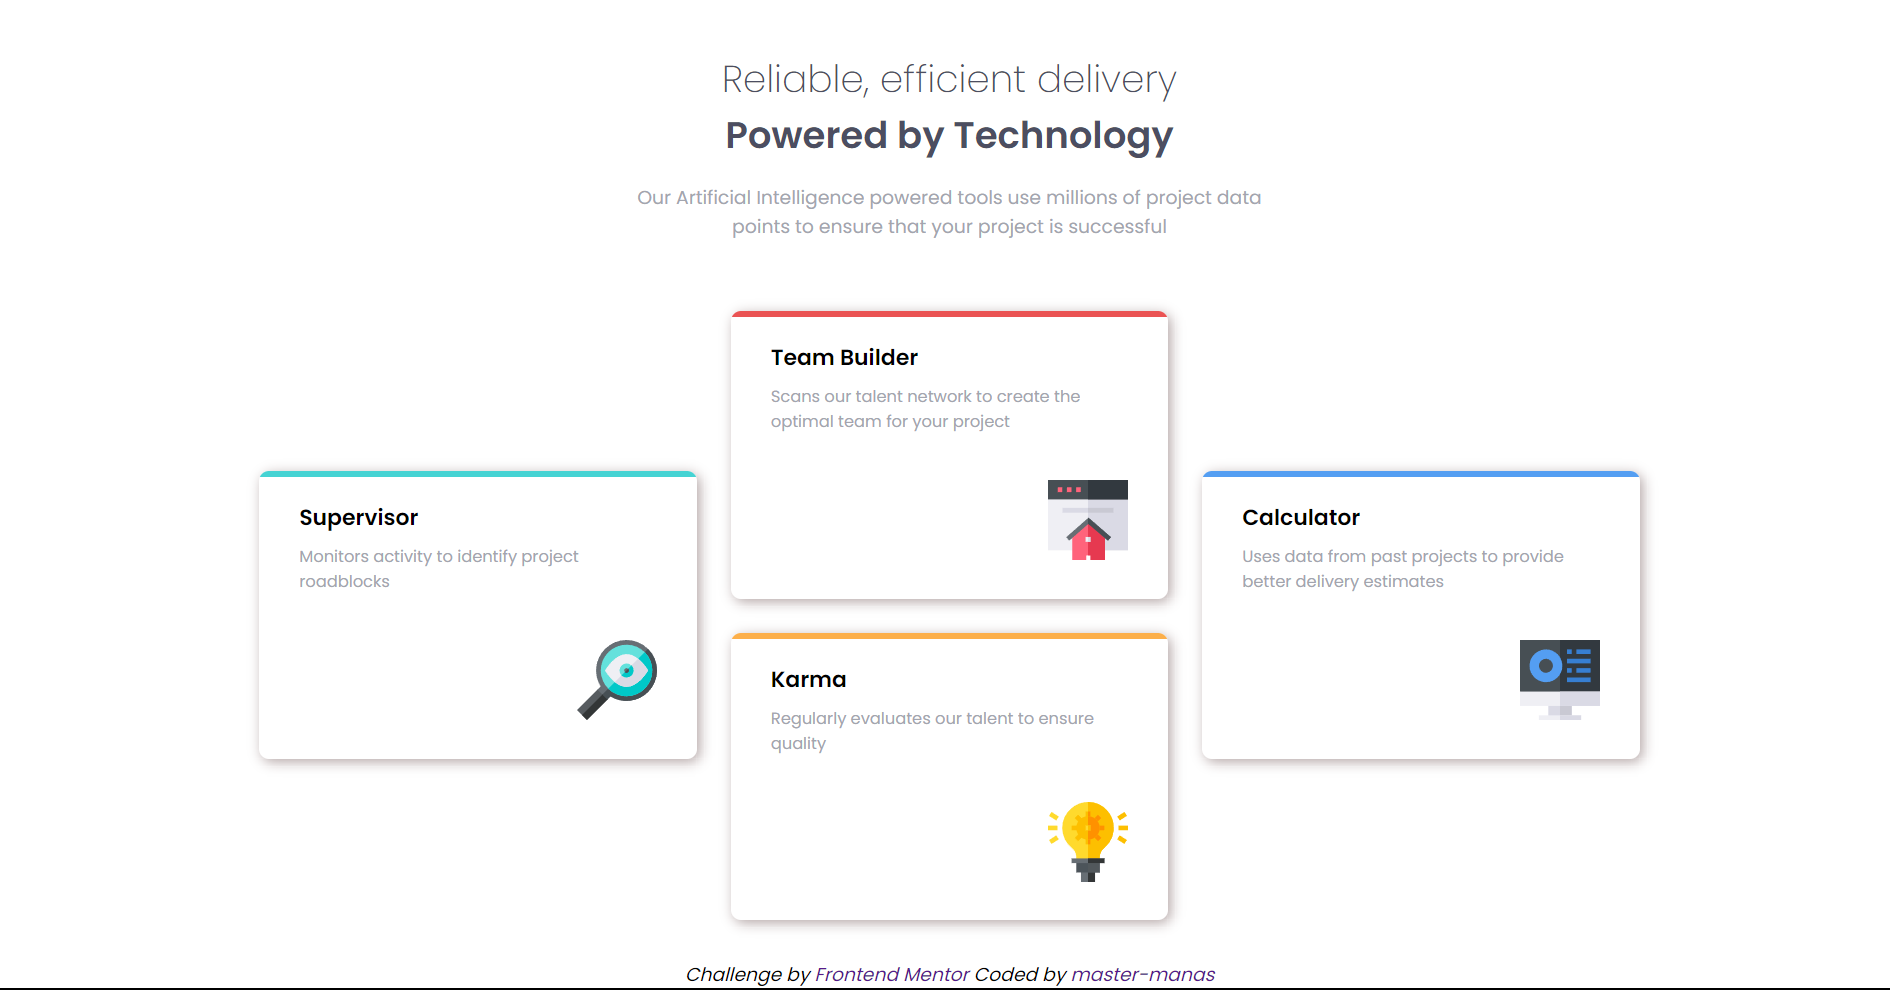 Reliable, efficient delivery
Powered by Technology
Our Artificial Intelligence powered tools use millions of project data
points to ensure that your project is successful
Team Builder
Scans our talent network to create the
optimal team for your project
Supervisor
Monitors activity to identify project
roadblocks
Calculator
Uses data from past projects to provide
better delivery estimates
Karma
Regularly evaluates our talent to ensure
quality
Challenge by Frontend Mentor Coded by master-manas